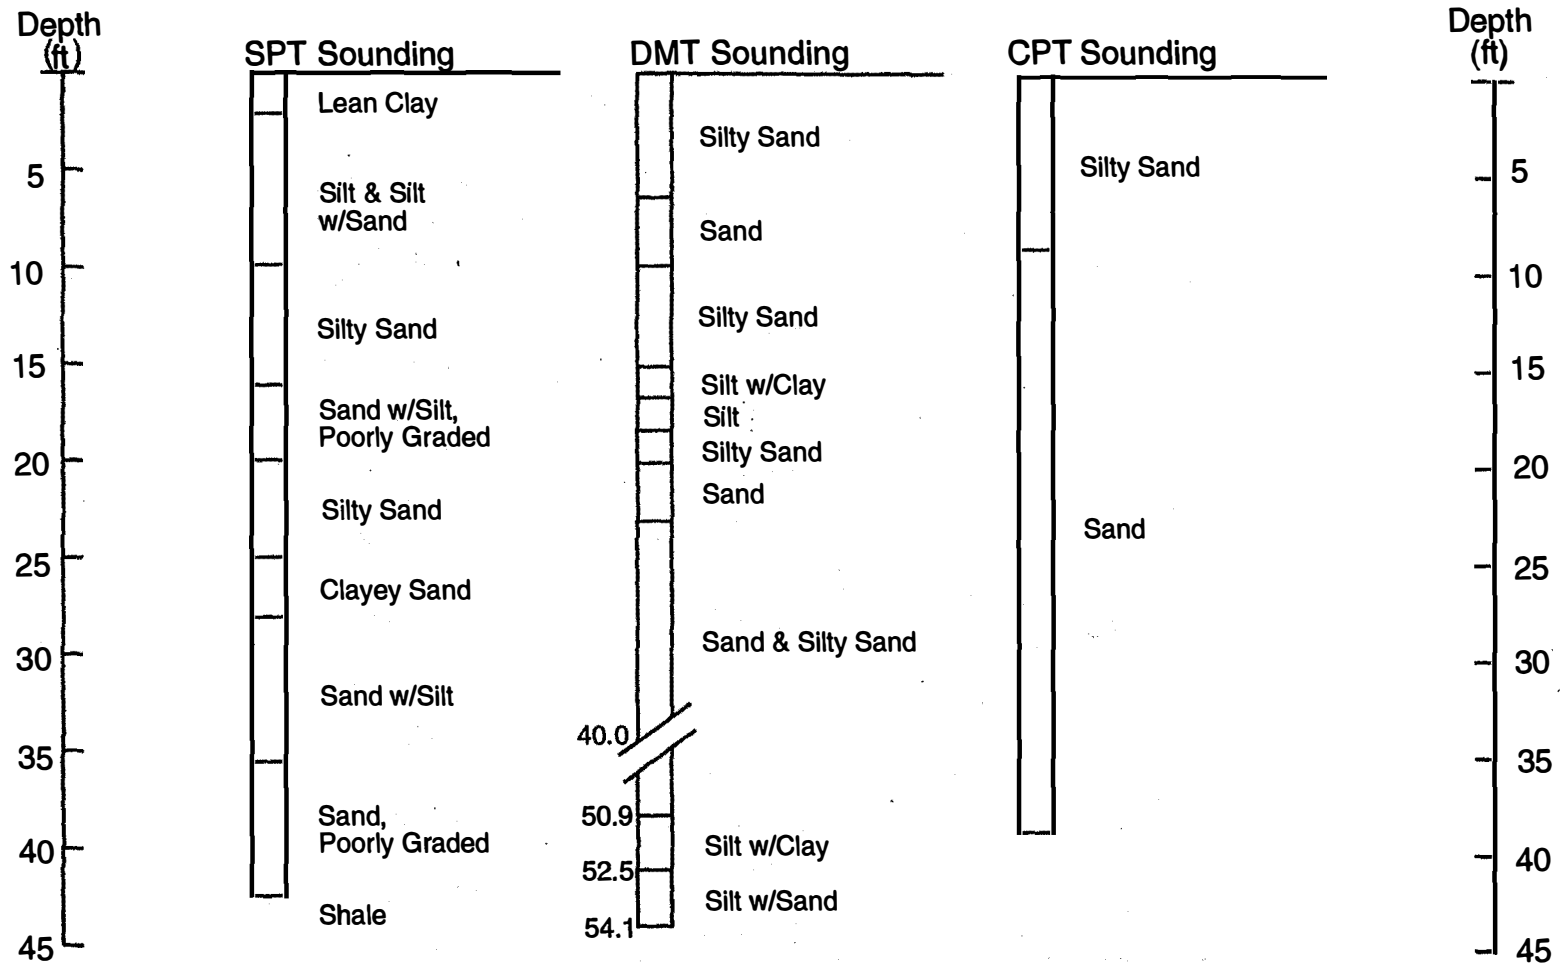 Depth
(ft)
5
10
15
20
25
30
35
40
45
SPT Sounding
Lean Clay
Silt & Silt
w/Sand
Silty Sand
Sand w/Silt,
Poorly Graded
Silty Sand
Clayey Sand
Sand w/Silt
Sand,
Poorly Graded
Shale
DMT Sounding
Silty Sand
Sand
Silty Sand
Silt w/Clay
Silt
Silty Sand
Sand
Sand & Silty Sand
40.0
50.9
Silt w/Clay
52.5
Silt w/Sand
54.1
CPT Sounding
Silty Sand
Sand
Depth
(ft)
5
10
15
20
25
30
35
40
45